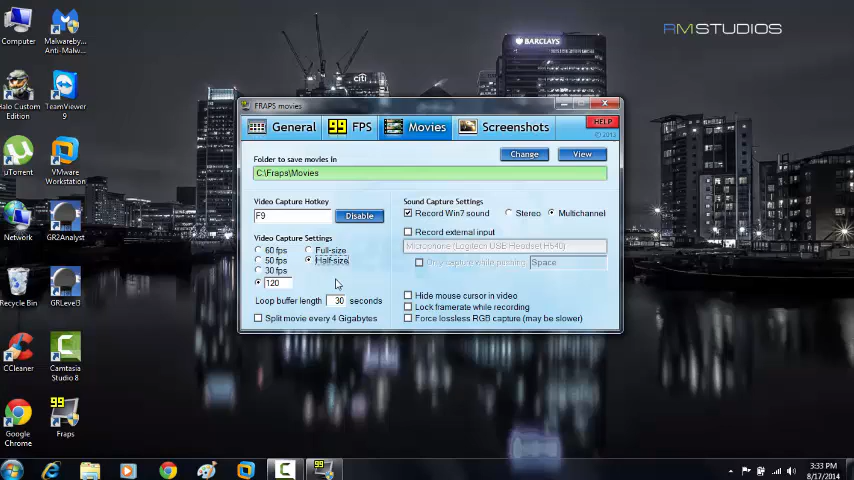 RMSTUDIOS
BARCLAYS
citi
Computer
Malwareby...
Anti-Malw...
Halo Custom
Edition
TeamViewer
9
uTorrent
VMware
Workstation
Network
GR2Analyst
Recycle Bin
GRLevel3
CCleaner
Camtasia
Studio 8
Google
Chrome
99
Fraps
FRAPS movies
General
99 FPS
Movies
Screenshots
HELP
© 2013
Folder to save movies in
Change
View
C:\Fraps\Movies
Video Capture Hotkey
F9
Disable
Video Capture Settings
60 fps
Full-size
50 fps
Half-size
30 fps
120
Loop buffer length 30 seconds
Split movie every 4 Gigabytes
Sound Capture Settings
Record Win7 sound
Stereo
Multichannel
Record external input
Microphone (Logitech USB Headset H540)
Only capture while pushing
Space
Hide mouse cursor in video
Lock framerate while recording
Force lossless RGB capture (may be slower)
99
3:33 PM
8/17/2014